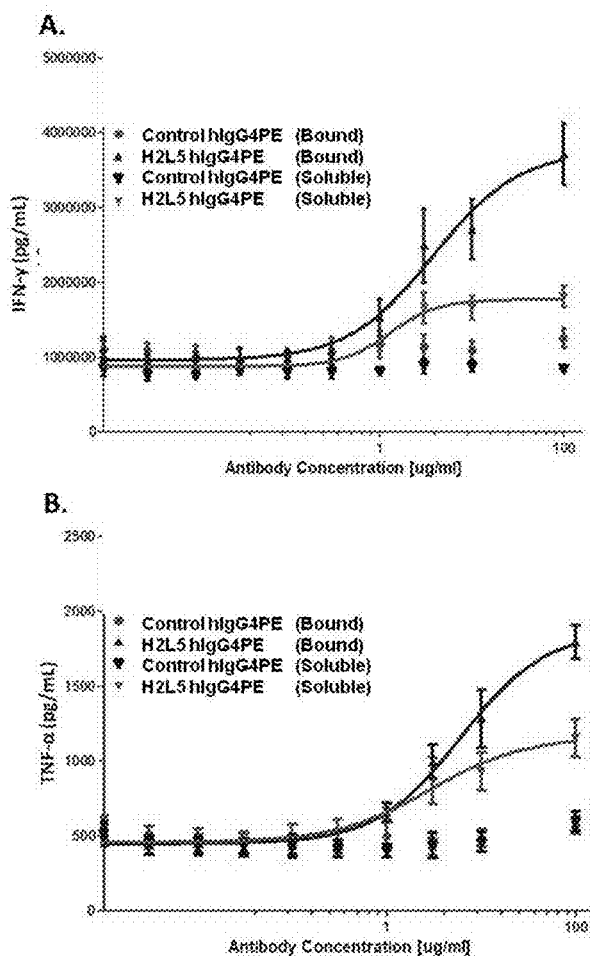 A.
5000000
4000000
3000000
2000000
1000000
0
IFN-γ (pg/mL)
Control hIgG4PE (Bound)
H2L5 hIgG4PE (Bound)
Control hIgG4PE (Soluble)
H2L5 hIgG4PE (Soluble)
1
100
Antibody Concentration [ug/ml]
B.
2500
2000
1500
1000
500
0
TNF-α (pg/mL)
Control hIgG4PE (Bound)
H2L5 hIgG4PE (Bound)
Control hIgG4PE (Soluble)
H2L5 hIgG4PE (Soluble)
1
100
Antibody Concentration [ug/ml]